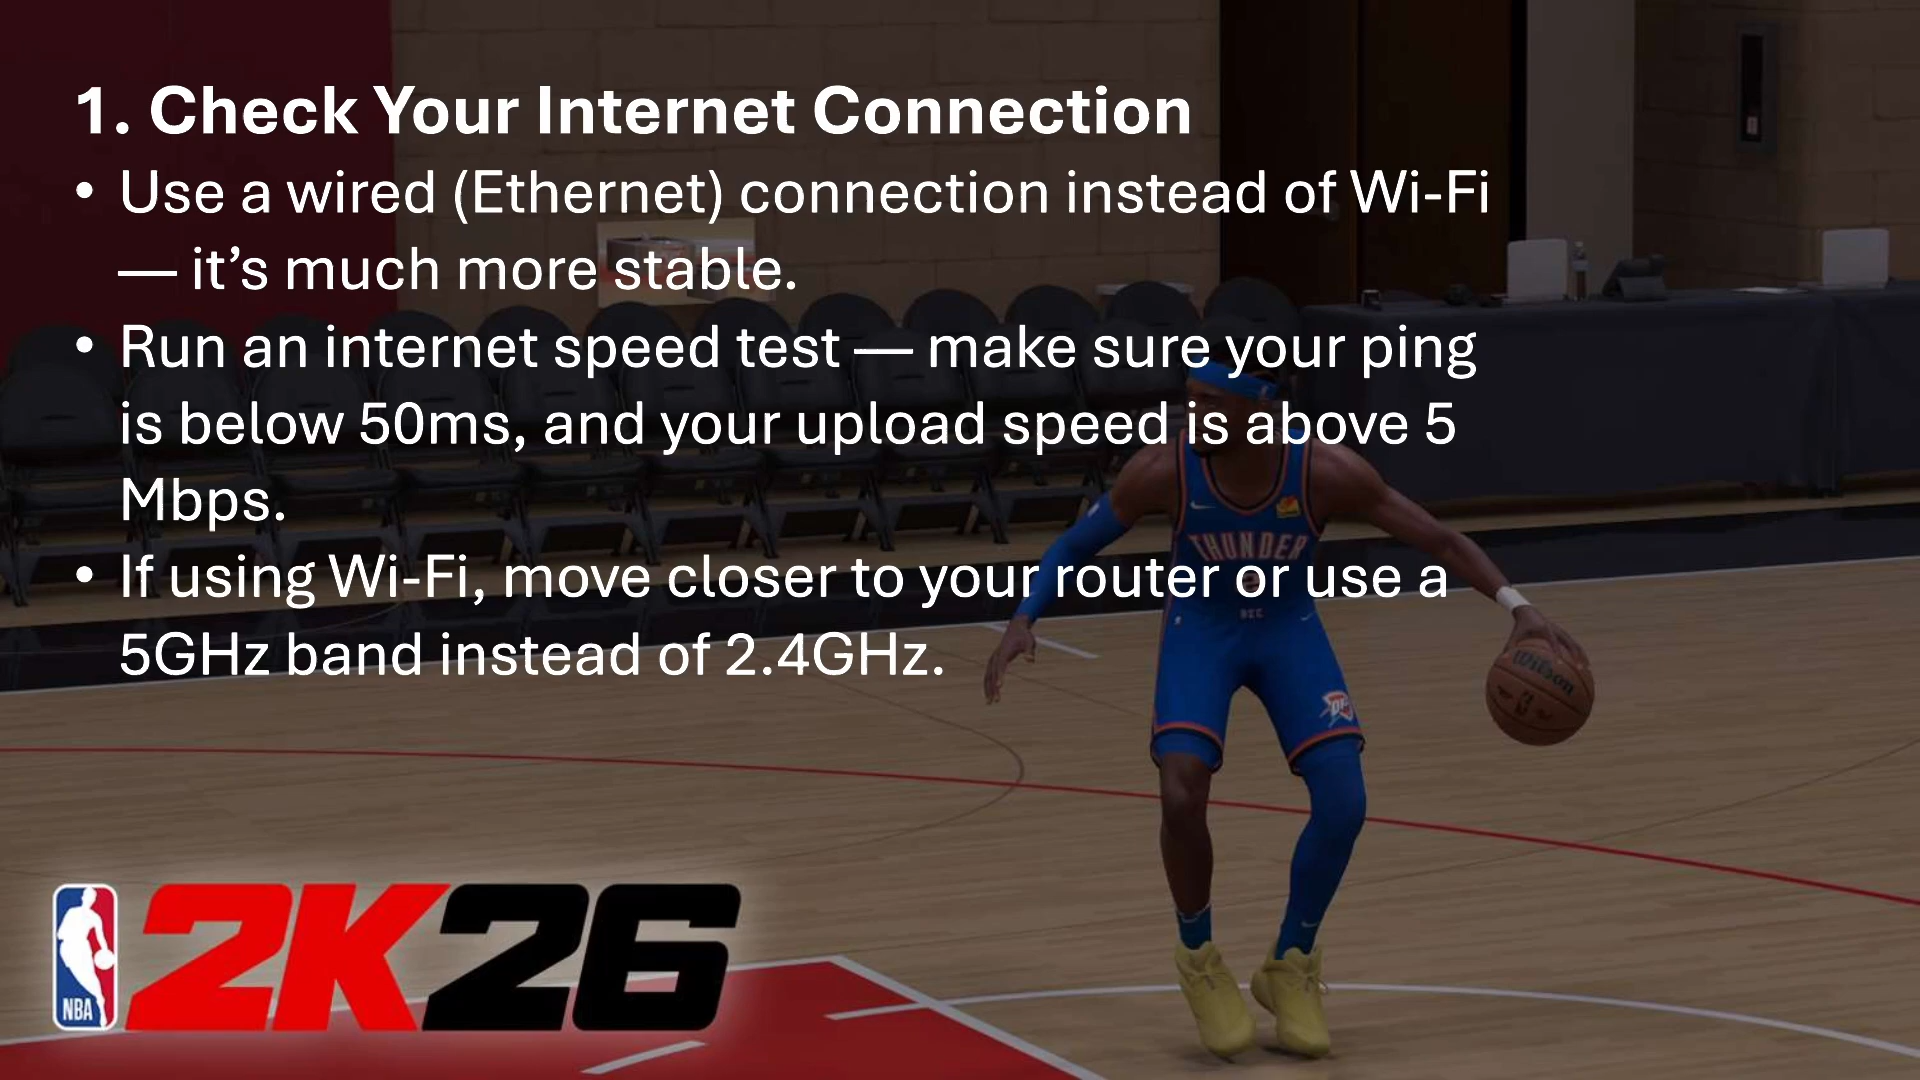 1. Check Your Internet Connection
• Use a wired (Ethernet) connection instead of Wi-Fi
— it’s much more stable.
• Run an internet speed test — make sure your ping
is below 50ms, and your upload speed is above 5
Mbps.
• If using Wi-Fi, move closer to your router or use a
5GHz band instead of 2.4GHz.
THUNDER
OKC
Wilson
NBA
2K26